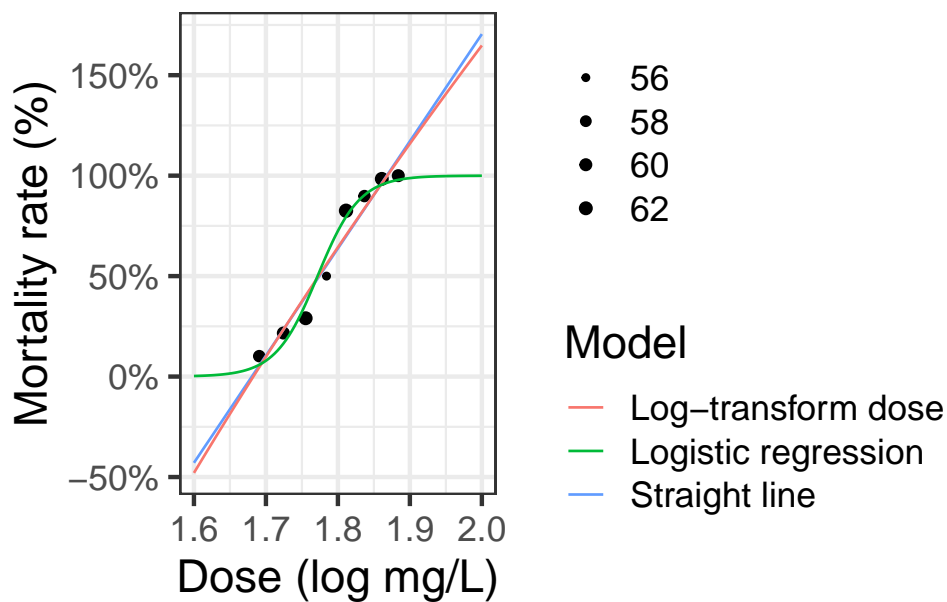 Mortality rate (%)
150%
100%
50%
0%
−50%
1.6 1.7 1.8 1.9 2.0
Dose (log mg/L)
56
58
60
62
Model
Log−transform dose
Logistic regression
Straight line